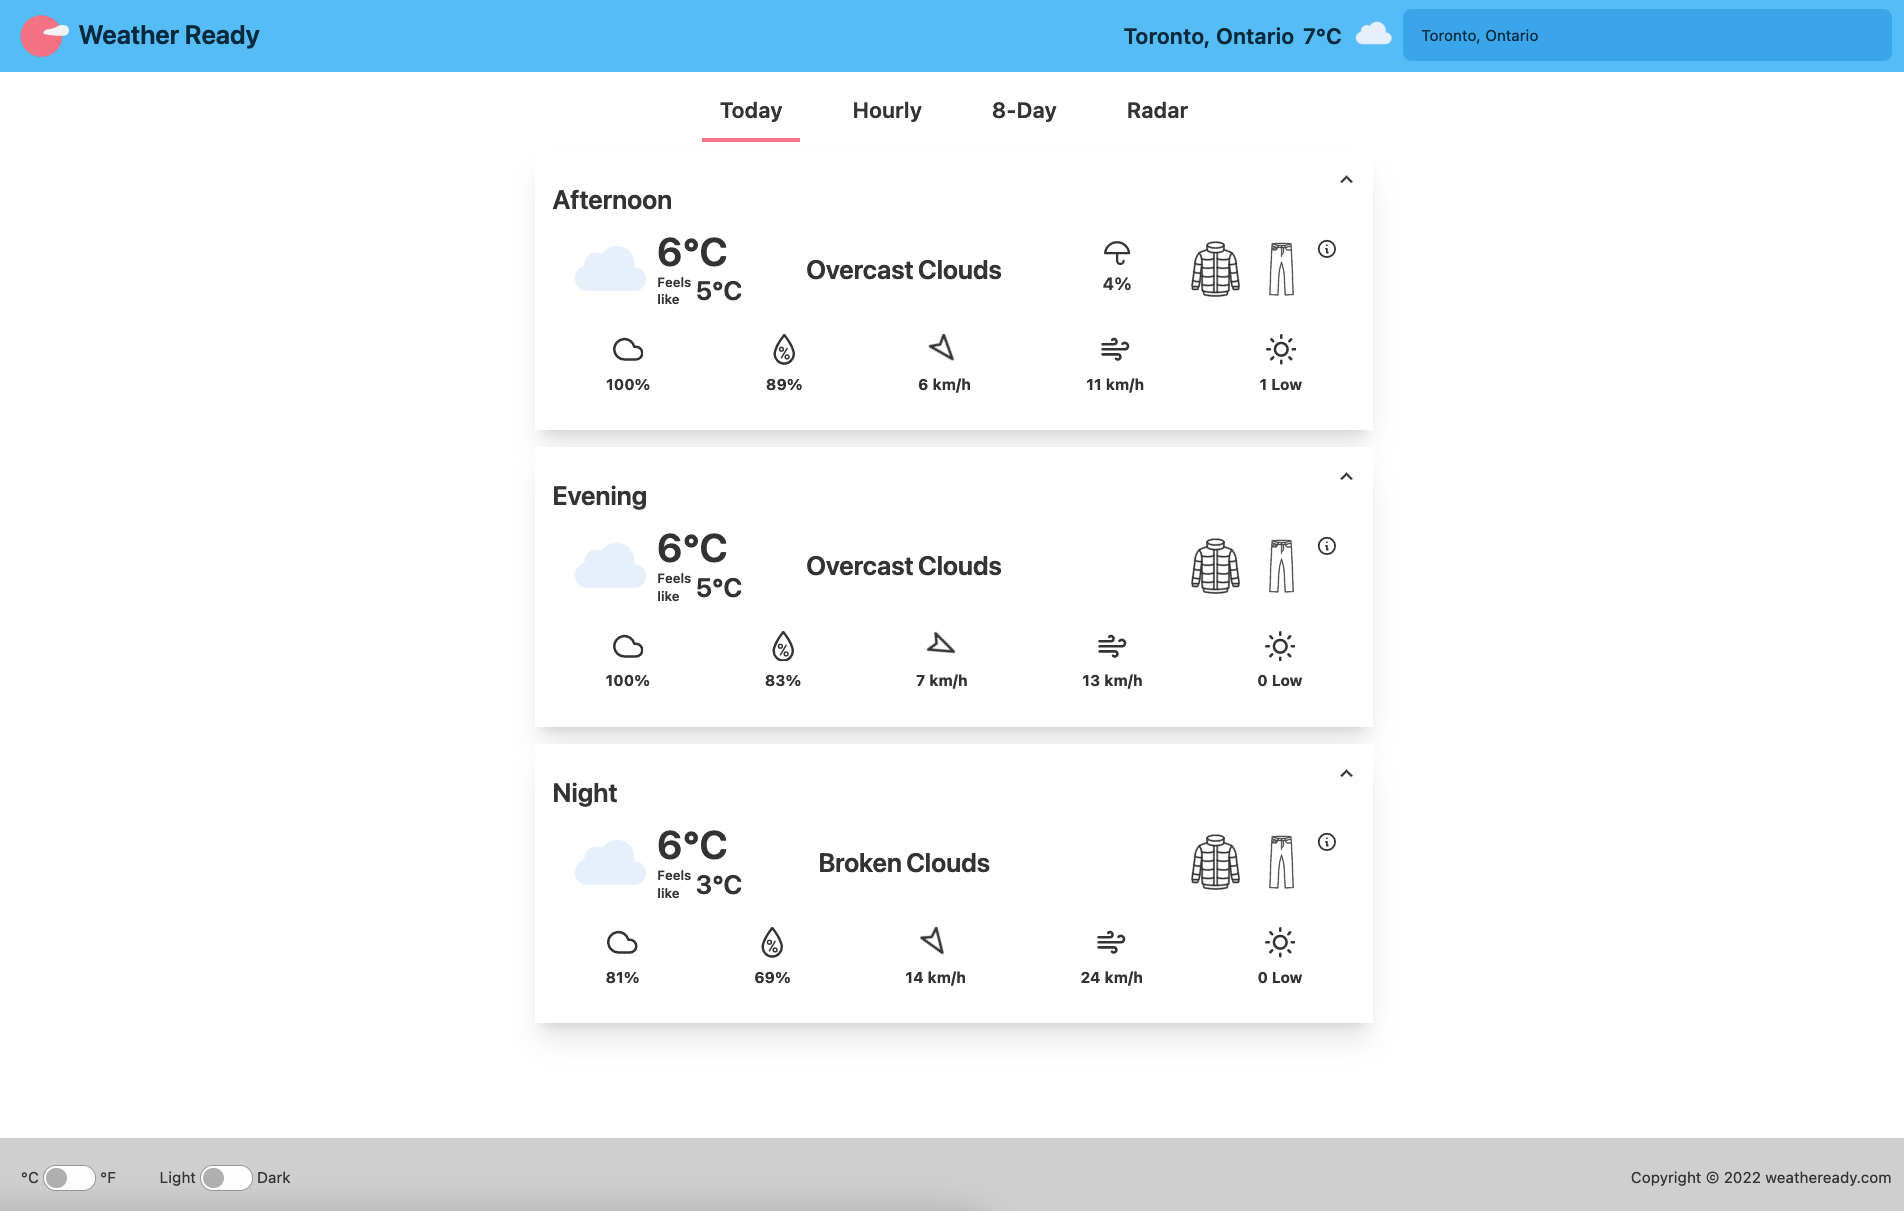 Weather Ready
Toronto, Ontario 7°C
Toronto, Ontario
Today Hourly 8-Day Radar
Afternoon
6°C
Feels like 5°C
Overcast Clouds
4%
100% 89% 6 km/h 11 km/h 1 Low
Evening
6°C
Feels like 5°C
Overcast Clouds
100% 83% 7 km/h 13 km/h 0 Low
Night
6°C
Feels like 3°C
Broken Clouds
81% 69% 14 km/h 24 km/h 0 Low
°C °F Light Dark
Copyright © 2022 weatheready.com